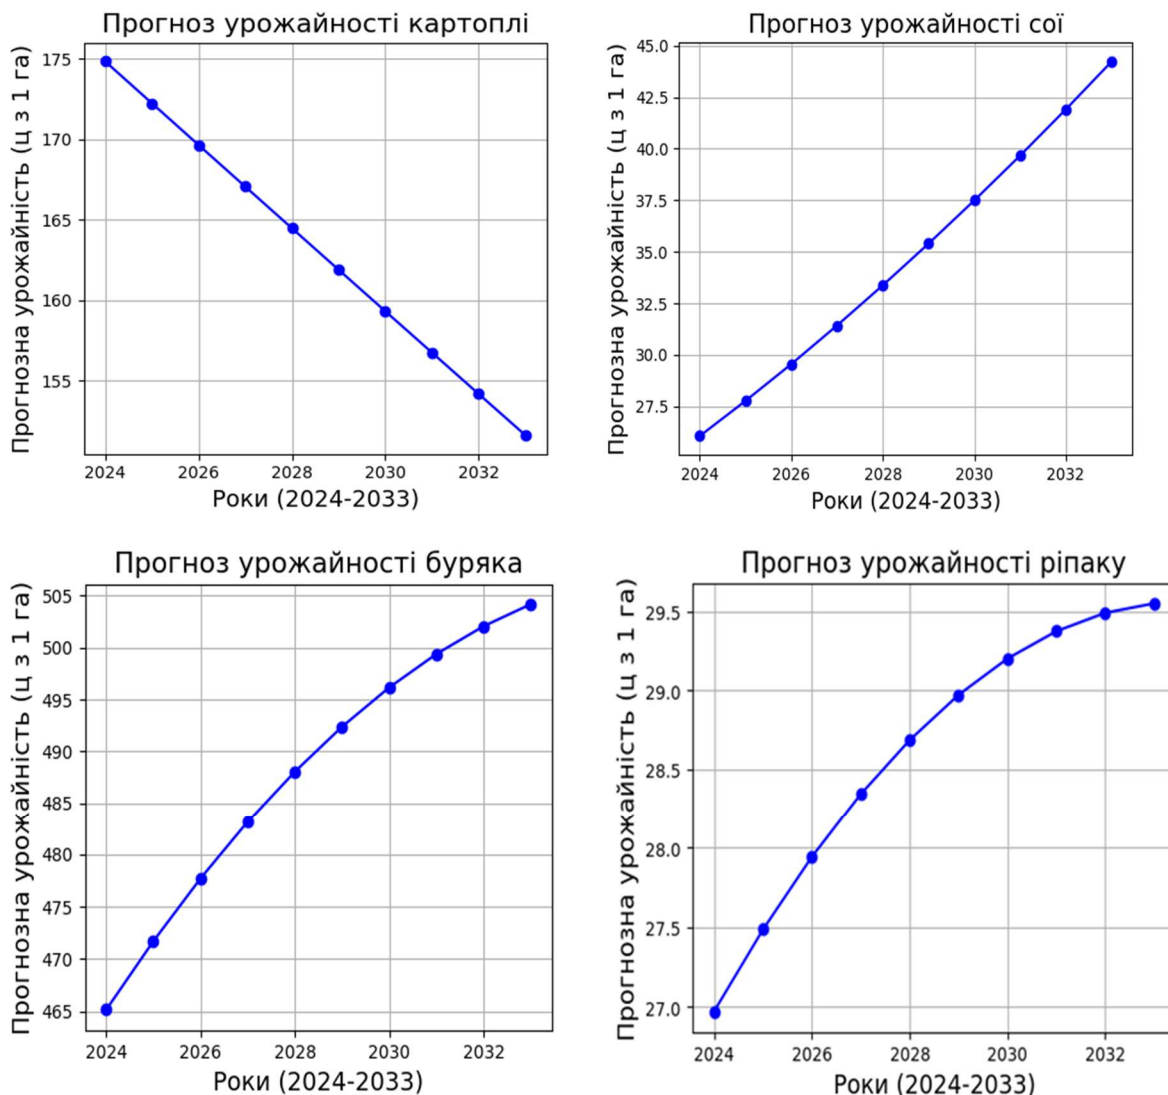 Прогноз урожайності картоплі
Прогнозна урожайність (ц з 1 га)
175
170
165
160
155
2024 2026 2028 2030 2032
Роки (2024-2033)
Прогноз урожайності сої
Прогнозна урожайність (ц з 1 га)
45.0
42.5
40.0
37.5
35.0
32.5
30.0
27.5
2024 2026 2028 2030 2032
Роки (2024-2033)
Прогноз урожайності буряка
Прогнозна урожайність (ц з 1 га)
505
500
495
490
485
480
475
470
465
2024 2026 2028 2030 2032
Роки (2024-2033)
Прогноз урожайності ріпаку
Прогнозна урожайність (ц з 1 га)
29.5
29.0
28.5
28.0
27.5
27.0
2024 2026 2028 2030 2032
Роки (2024-2033)